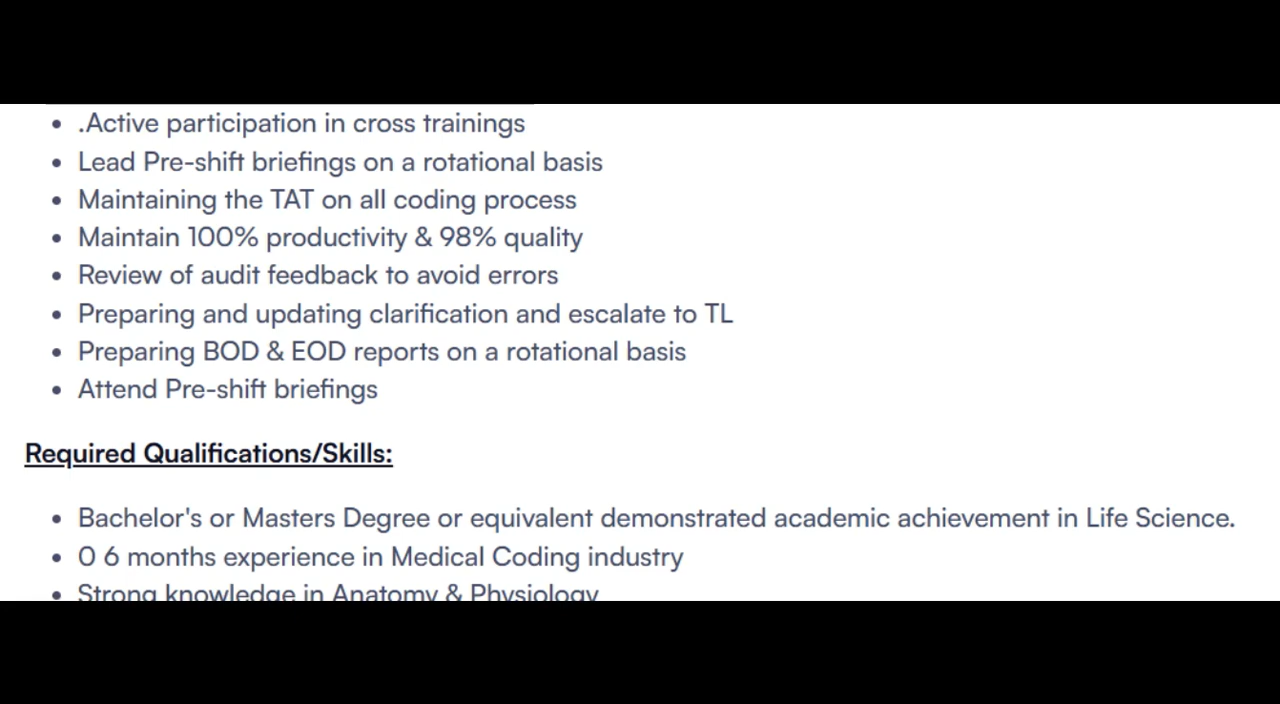 .Active participation in cross trainings
Lead Pre-shift briefings on a rotational basis
Maintaining the TAT on all coding process
Maintain 100% productivity & 98% quality
Review of audit feedback to avoid errors
Preparing and updating clarification and escalate to TL
Preparing BOD & EOD reports on a rotational basis
Attend Pre-shift briefings
Required Qualifications/Skills:
Bachelor's or Masters Degree or equivalent demonstrated academic achievement in Life Science.
0 6 months experience in Medical Coding industry
Strong knowledge in Anatomy & Physiology